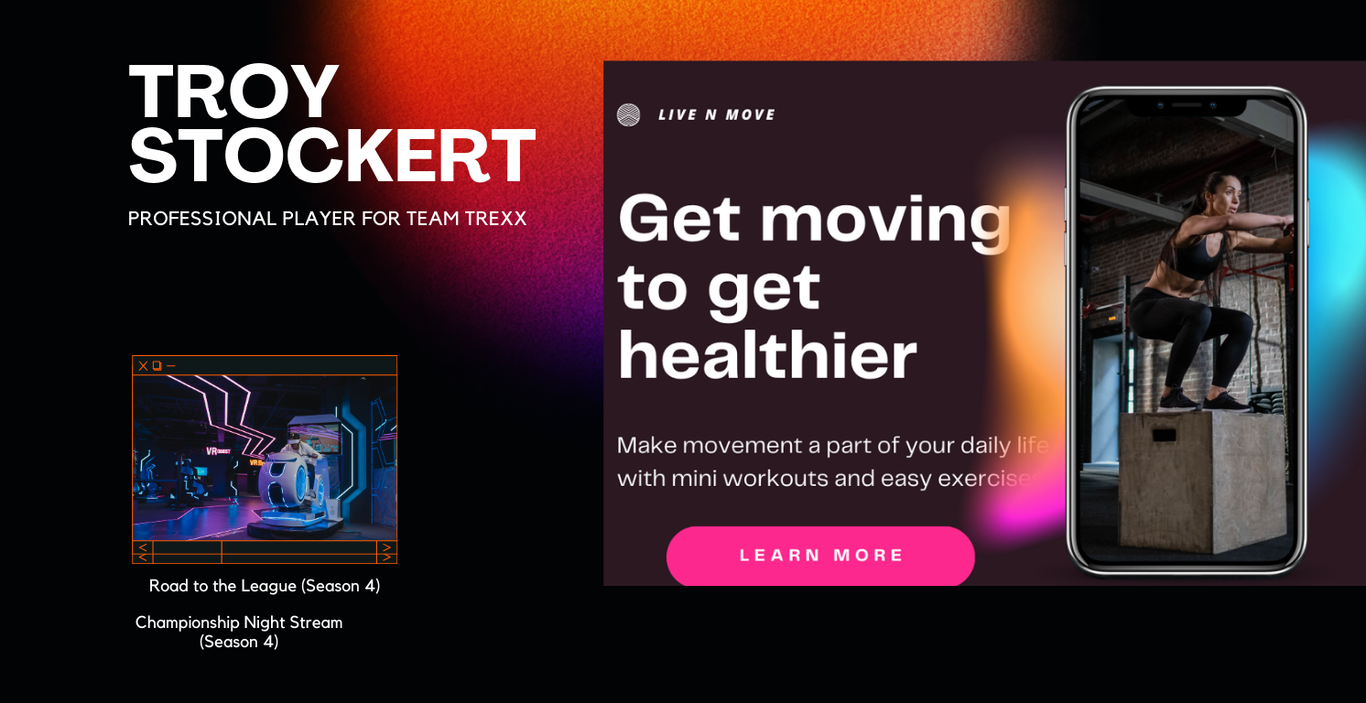 TROY
STOCKERT
PROFESSIONAL PLAYER FOR TEAM TREXX
LIVE N MOVE
Get moving
to get
healthier
Make movement a part of your daily life
with mini workouts and easy exercises
LEARN MORE
VR
Road to the League (Season 4)
Championship Night Stream
(Season 4)